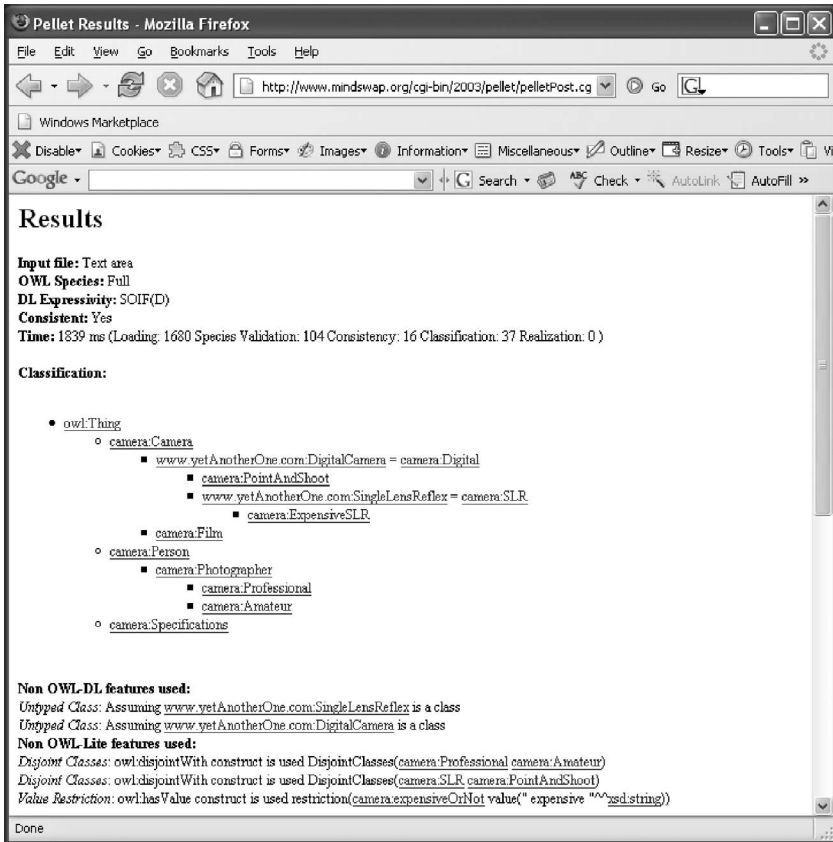 Pellet Results - Mozilla Firefox
File Edit View Go Bookmarks Tools Help
http://www.mindswap.org/cgi-bin/2003/pellet/pelletPost.cg Go G
Windows Marketplace
Disable Cookies CSS Forms Images Information Miscellaneous Outline Resize Tools Vi
Google G Search ABC Check AutoLink AutoFill »
Results
Input file: Text area
OWL Species: Full
DL Expressivity: SOIF(D)
Consistent: Yes
Time: 1839 ms (Loading: 1680 Species Validation: 104 Consistency: 16 Classification: 37 Realization: 0 )
Classification:
owl:Thing
camera:Camera
www.yetAnotherOne.com:DigitalCamera = camera:Digital
camera:PointAndShoot
www.yetAnotherOne.com:SingleLensReflex = camera:SLR
camera:ExpensiveSLR
camera:Film
camera:Person
camera:Photographer
camera:Professional
camera:Amateur
camera:Specifications
Non OWL-DL features used:
Untyped Class: Assuming www.yetAnotherOne.com:SingleLensReflex is a class
Untyped Class: Assuming www.yetAnotherOne.com:DigitalCamera is a class
Non OWL-Lite features used:
Disjoint Classes: owl:disjointWith construct is used DisjointClasses(camera:Professional camera:Amateur)
Disjoint Classes: owl:disjointWith construct is used DisjointClasses(camera:SLR camera:PointAndShoot)
Value Restriction: owl:hasValue construct is used restriction(camera:expensiveOrNot value(" expensive "^^xsd:string))
Done